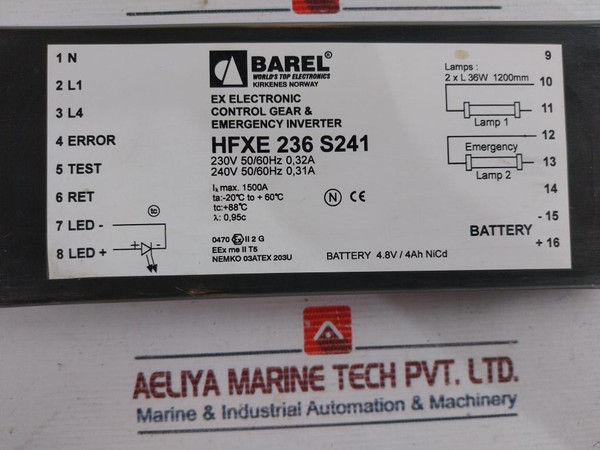 1 N
2 L1
3 L4
4 ERROR
5 TEST
6 RET
7 LED -
8 LED +
tc
+ -
BAREL®
WORLD'S TOP ELECTRONICS
KIRKENES NORWAY
EX ELECTRONIC
CONTROL GEAR &
EMERGENCY INVERTER
HFXE 236 S241
230V 50/60Hz 0,32A
240V 50/60Hz 0,31A
Iₖ max. 1500A
ta:-20°C to + 60°C
tc:+88°C
λ: 0,95c
N CE
0470 Ex II 2 G
EEx me II T5
NEMKO 03ATEX 203U
BATTERY 4.8V / 4Ah NiCd
Lamps :
2 x L 36W 1200mm
Lamp 1
Emergency
Lamp 2
9
10
11
12
13
14
- 15
BATTERY
+ 16
AELIYA MARINE TECH PVT. LTD.
Marine & Industrial Automation & Machinery